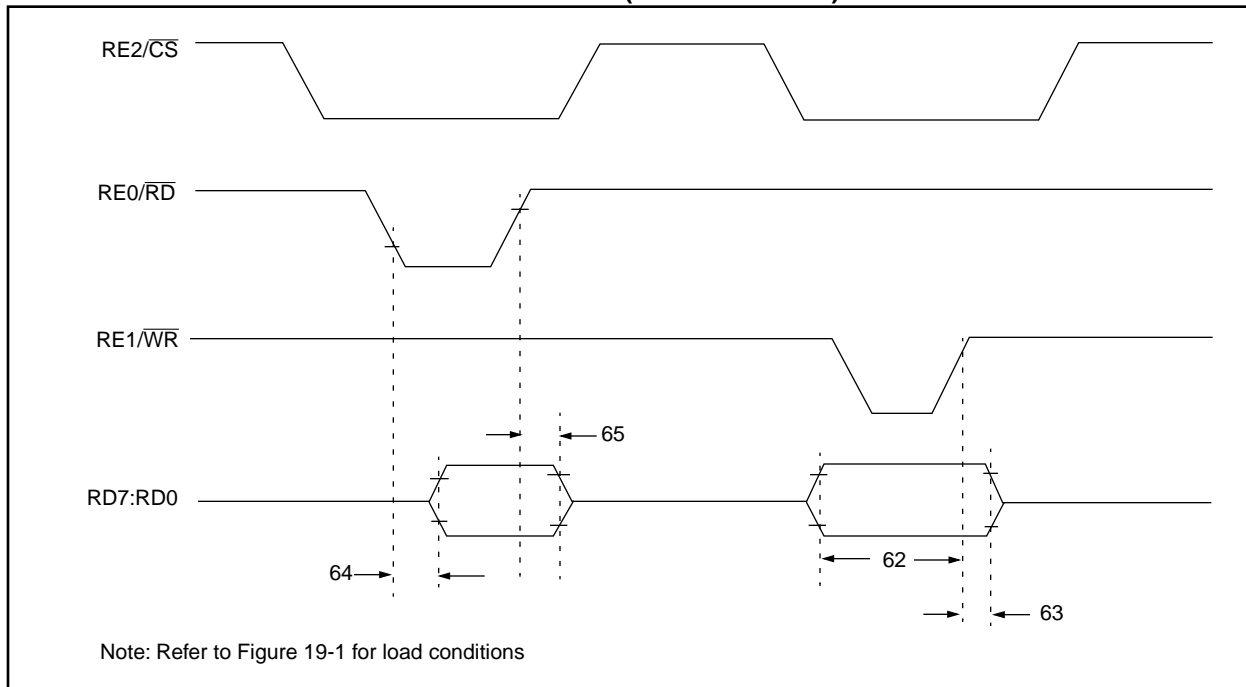 RE2/CS
RE0/RD
RE1/WR
65
RD7:RD0
64
62
63
Note: Refer to Figure 19-1 for load conditions